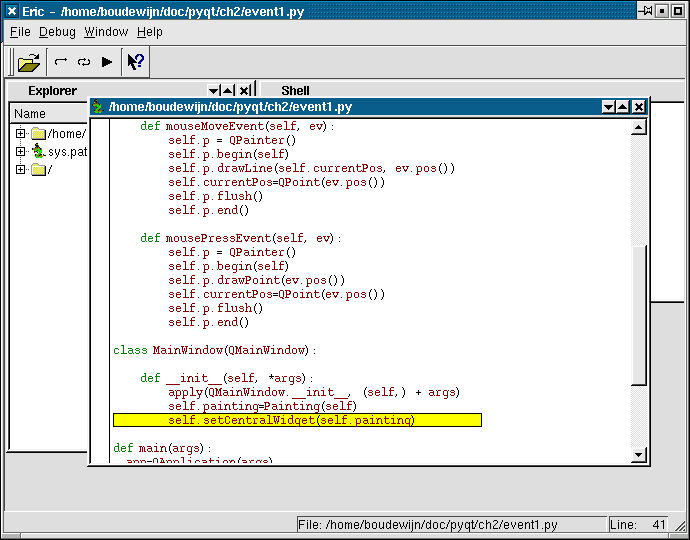 Eric - /home/boudewijn/doc/pyqt/ch2/event1.py
File Debug Window Help
Explorer
Shell
Name
/home/
sys.pat
/
/home/boudewijn/doc/pyqt/ch2/event1.py
def mouseMoveEvent(self, ev):
self.p = QPainter()
self.p.begin(self)
self.p.drawLine(self.currentPos, ev.pos())
self.currentPos=QPoint(ev.pos())
self.p.flush()
self.p.end()
def mousePressEvent(self, ev):
self.p = QPainter()
self.p.begin(self)
self.p.drawPoint(ev.pos())
self.currentPos=QPoint(ev.pos())
self.p.flush()
self.p.end()
class MainWindow(QMainWindow):
def __init__(self, *args):
apply(QMainWindow.__init__, (self,) + args)
self.painting=Painting(self)
self.setCentralWidget(self.painting)
def main(args):
app=QApplication(args)
File: /home/boudewijn/doc/pyqt/ch2/event1.py
Line: 41